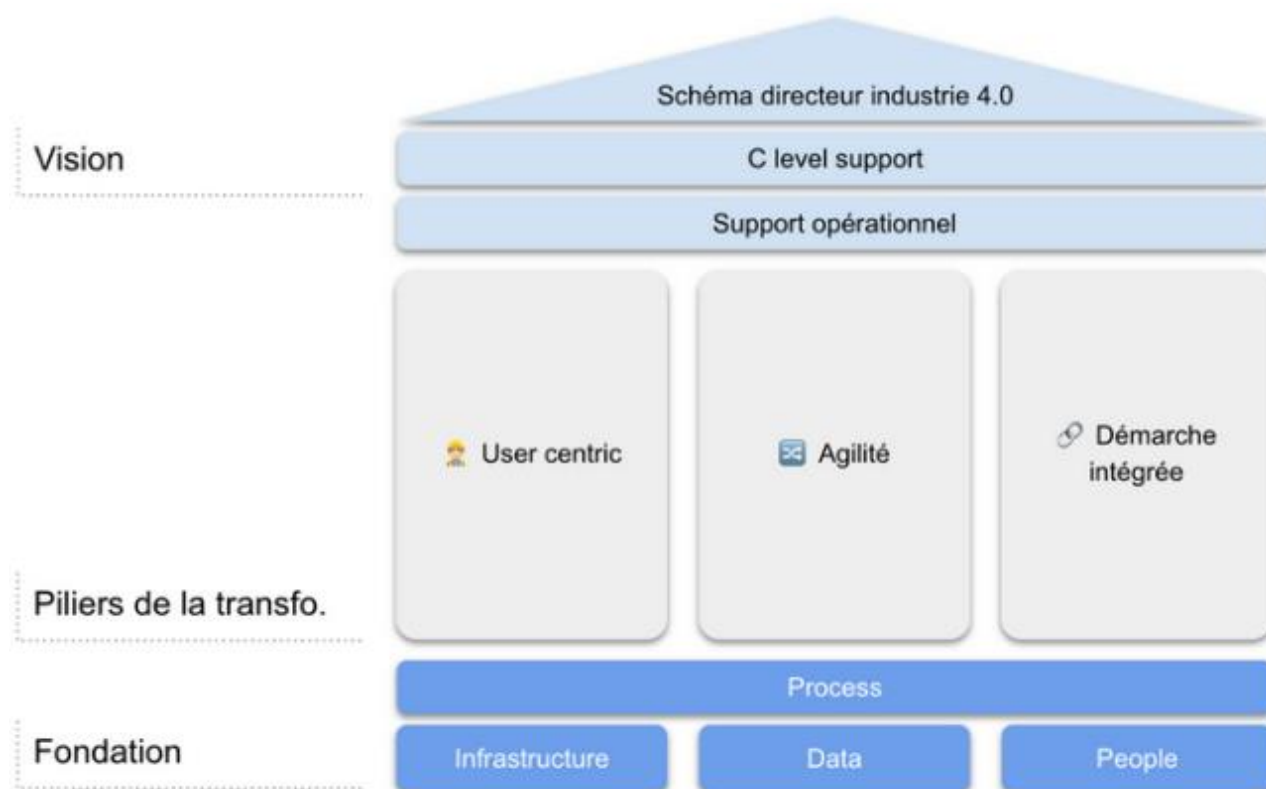 Schéma directeur industrie 4.0
Vision
C level support
Support opérationnel
User centric
Agilité
Démarche
intégrée
Piliers de la transfo.
Process
Fondation
Infrastructure
Data
People